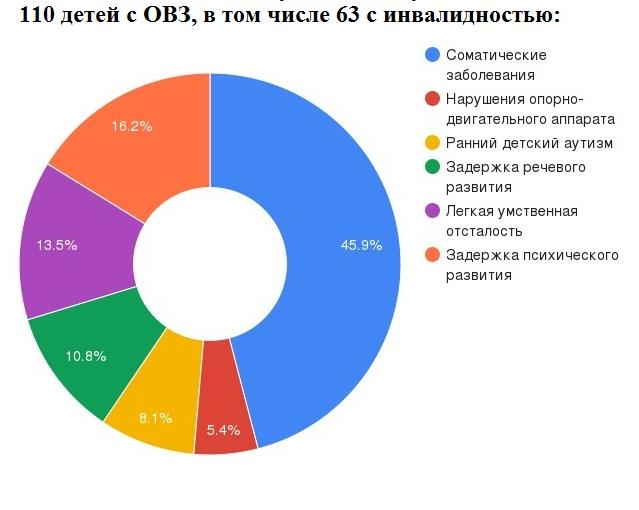 110 детей с ОВЗ, в том числе 63 с инвалидностью:
Соматические
заболевания
Нарушения опорно-
двигательного аппарата
Ранний детский аутизм
Задержка речевого
развития
Легкая умственная
отсталость
Задержка психического
развития
16.2%
45.9%
13.5%
10.8%
8.1%
5.4%